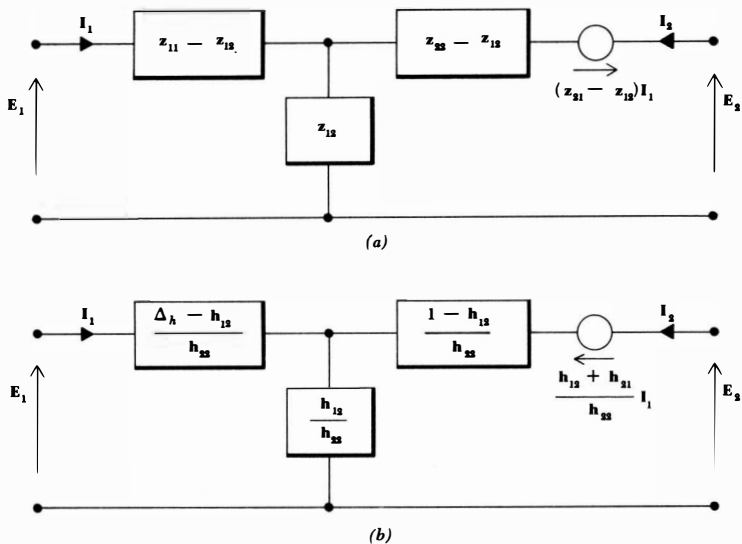 I₁
z₁₁ − z₁₂.
z₂₂ − z₁₂
I₂
(z₂₁ − z₁₂)I₁
E₁
z₁₂
E₂
(a)
I₁
Δₕ − h₁₂
h₂₂
1 − h₁₂
h₂₂
I₂
E₁
h₁₂
h₂₂
h₁₂ + h₂₁
h₂₂
I₁
E₂
(b)